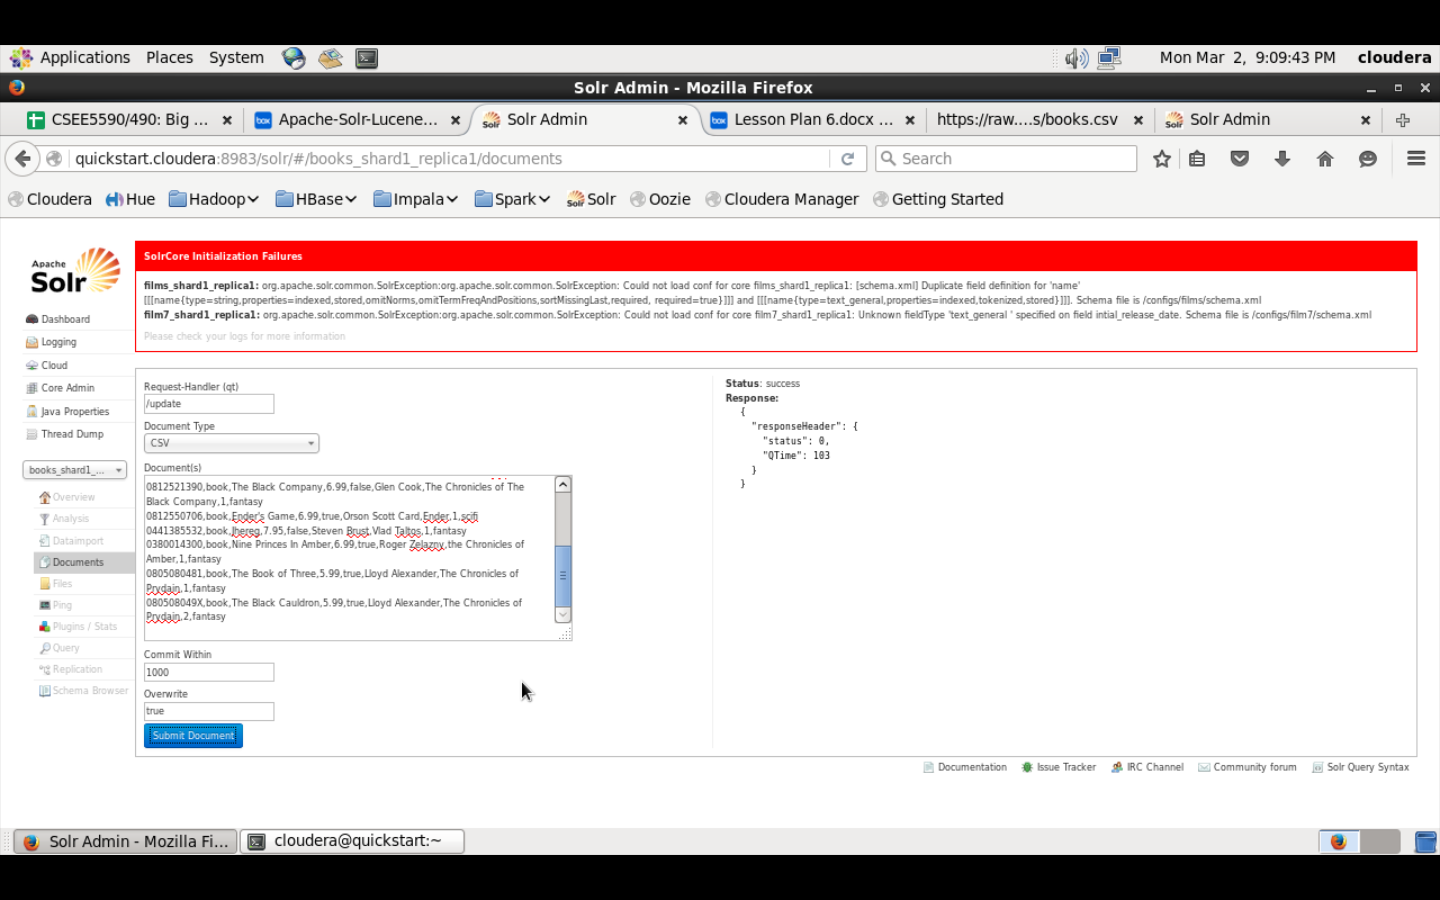 Applications Places System Mon Mar 2, 9:09:43 PM cloudera
Solr Admin - Mozilla Firefox
CSEE5590/490: Big ... Apache-Solr-Lucene... Solr Admin Lesson Plan 6.docx ... https://raw....s/books.csv Solr Admin
quickstart.cloudera:8983/solr/#/books_shard1_replica1/documents Search
Cloudera Hue Hadoop HBase Impala Spark Solr Oozie Cloudera Manager Getting Started
Apache
Solr
SolrCore Initialization Failures
films_shard1_replica1: org.apache.solr.common.SolrException:org.apache.solr.common.SolrException: Could not load conf for core films_shard1_replica1: [schema.xml] Duplicate field definition for 'name'
[[[name{type=string,properties=indexed,stored,omitNorms,omitTermFreqAndPositions,sortMissingLast,required, required=true}]]] and [[[name{type=text_general,properties=indexed,tokenized,stored}]]]. Schema file is /configs/films/schema.xml
film7_shard1_replica1: org.apache.solr.common.SolrException:org.apache.solr.common.SolrException: Could not load conf for core film7_shard1_replica1: Unknown fieldType 'text_general ' specified on field intial_release_date. Schema file is /configs/film7/schema.xml
Please check your logs for more information
Dashboard
Logging
Cloud
Core Admin
Java Properties
Thread Dump
books_shard1_...
Overview
Analysis
Dataimport
Documents
Files
Ping
Plugins / Stats
Query
Replication
Schema Browser
Request-Handler (qt)
/update
Document Type
CSV
Document(s)
0812521390,book,The Black Company,6.99,false,Glen Cook,The Chronicles of The
Black Company,1,fantasy
0812550706,book,Ender's Game,6.99,true,Orson Scott Card,Ender,1,scifi
0441385532,book,Jhereg,7.95,false,Steven Brust,Vlad Taltos,1,fantasy
0380014300,book,Nine Princes In Amber,6.99,true,Roger Zelazny,the Chronicles of
Amber,1,fantasy
0805080481,book,The Book of Three,5.99,true,Lloyd Alexander,The Chronicles of
Prydain,1,fantasy
080508049X,book,The Black Cauldron,5.99,true,Lloyd Alexander,The Chronicles of
Prydain,2,fantasy
Commit Within
1000
Overwrite
true
Submit Document
Status: success
Response:
{
"responseHeader": {
"status": 0,
"QTime": 103
}
}
Documentation Issue Tracker IRC Channel Community forum Solr Query Syntax
Solr Admin - Mozilla Fi... cloudera@quickstart:~